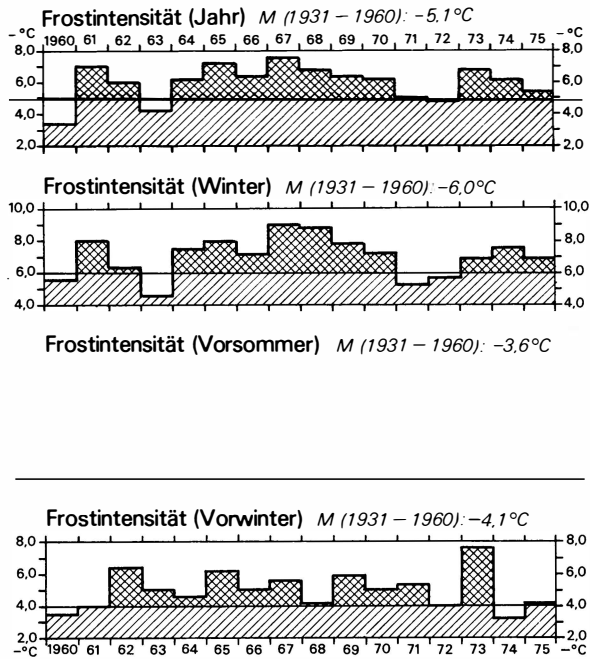 Frostintensität (Jahr) M (1931 – 1960): -5,1°C
-°C 1960 61 62 63 64 65 66 67 68 69 70 71 72 73 74 75 -°C
8,0 8,0
6,0 6,0
4,0 4,0
2,0 2,0
Frostintensität (Winter) M (1931 – 1960): -6,0°C
10,0 10,0
8,0 8,0
6,0 6,0
4,0 4,0
Frostintensität (Vorsommer) M (1931 – 1960): -3,6°C
Frostintensität (Vorwinter) M (1931 – 1960): -4,1°C
8,0 8,0
6,0 6,0
4,0 4,0
2,0 2,0
-°C 1960 61 62 63 64 65 66 67 68 69 70 71 72 73 74 75 -°C